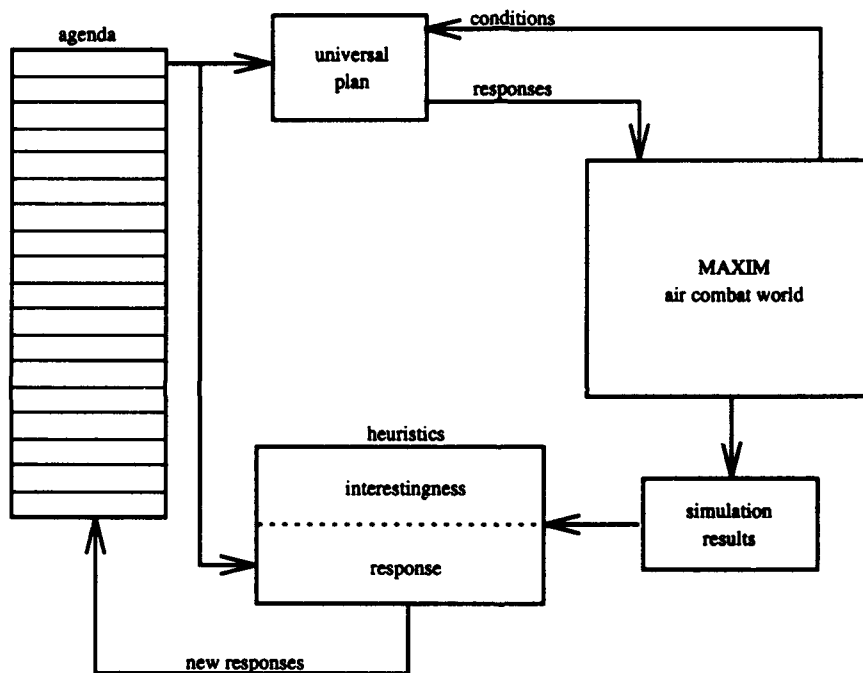 agenda
conditions
universal
plan
responses
MAXIM
air combat world
heuristics
interestingness
response
simulation
results
new responses